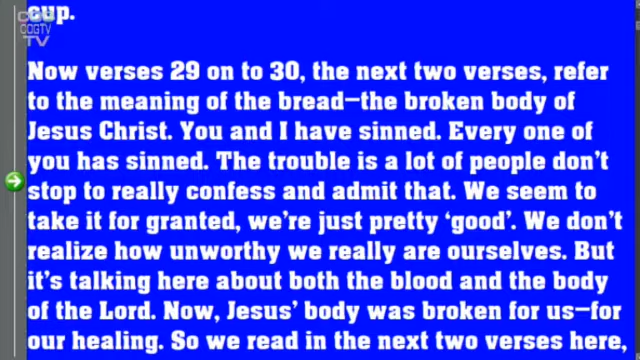 cup.
COGTV
TV
Now verses 29 on to 30, the next two verses, refer
to the meaning of the bread—the broken body of
Jesus Christ. You and I have sinned. Every one of
you has sinned. The trouble is a lot of people don't
stop to really confess and admit that. We seem to
take it for granted, we're just pretty ‘good’. We don't
realize how unworthy we really are ourselves. But
it's talking here about both the blood and the body
of the Lord. Now, Jesus’ body was broken for us—for
our healing. So we read in the next two verses here,